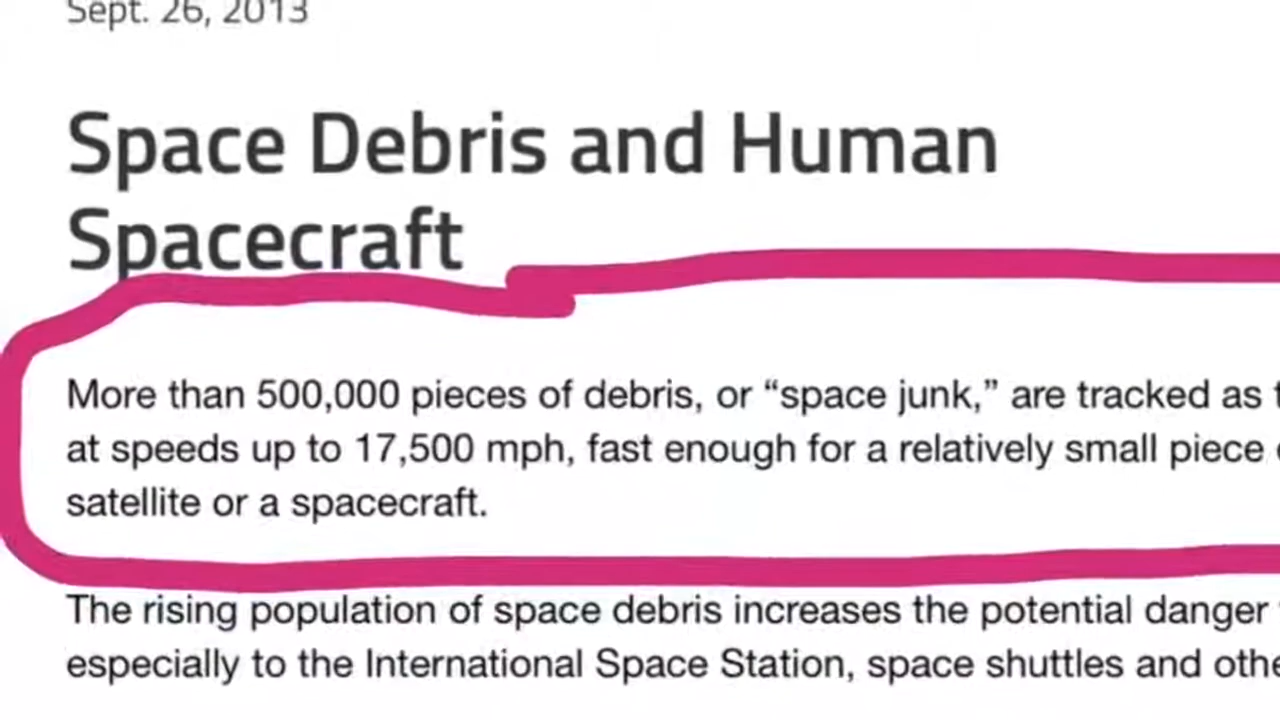 Sept. 26, 2013
Space Debris and Human
Spacecraft
More than 500,000 pieces of debris, or “space junk,” are tracked as
at speeds up to 17,500 mph, fast enough for a relatively small piece
satellite or a spacecraft.
The rising population of space debris increases the potential danger
especially to the International Space Station, space shuttles and